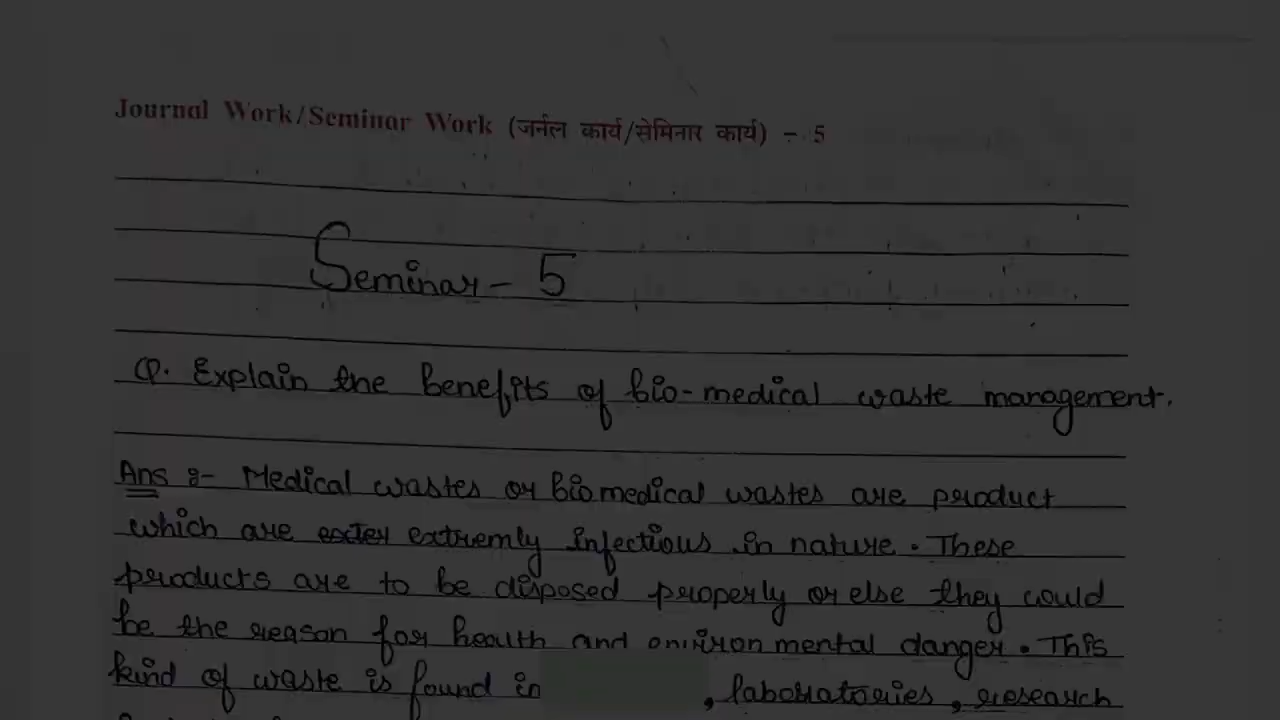 Journal Work/Seminar Work (जर्नल कार्य/सेमिनार कार्य) - 5
Seminar - 5
Q. Explain the benefits of bio-medical waste management.
Ans :- Medical wastes or biomedical wastes are product
which are exter extremly infectious in nature. These
products are to be disposed properly or else they could
be the reason for health and environmental danger. This
kind of waste is found in , laboratories, research